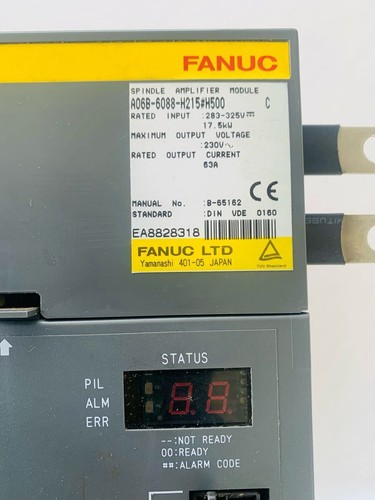 FANUC
SPINDLE AMPLIFIER MODULE
A06B-6088-H215#H500 C
RATED INPUT :283-325V⎓
17.5kW
MAXIMUM OUTPUT VOLTAGE
:230V~
RATED OUTPUT CURRENT
63A
MANUAL No. :B-65162
STANDARD :DIN VDE 0160
CE
EA8828318
FANUC LTD
Yamanashi 401-05 JAPAN
STATUS
PIL
ALM
ERR
--:NOT READY
00:READY
##:ALARM CODE